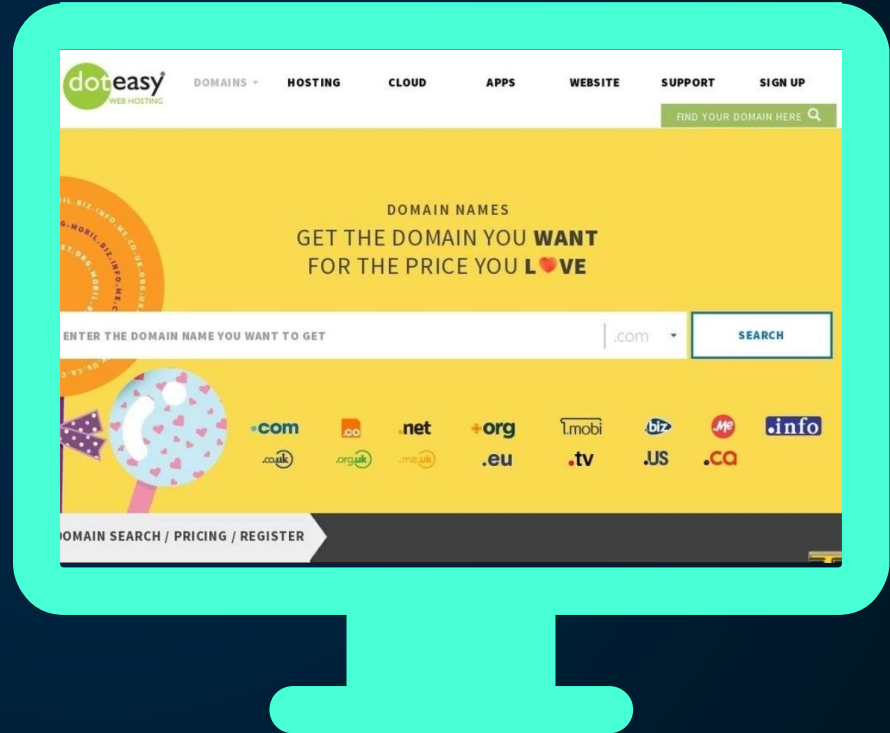 doteasy
WEB HOSTING
DOMAINS
HOSTING
CLOUD
APPS
WEBSITE
SUPPORT
SIGN UP
FIND YOUR DOMAIN HERE
DOMAIN NAMES
GET THE DOMAIN YOU WANT
FOR THE PRICE YOU L❤VE
ENTER THE DOMAIN NAME YOU WANT TO GET
.com
SEARCH
.com .co .net .org .mobi .biz .me .info
.co.uk .org.uk .me.uk .eu .tv .US .ca
DOMAIN SEARCH / PRICING / REGISTER